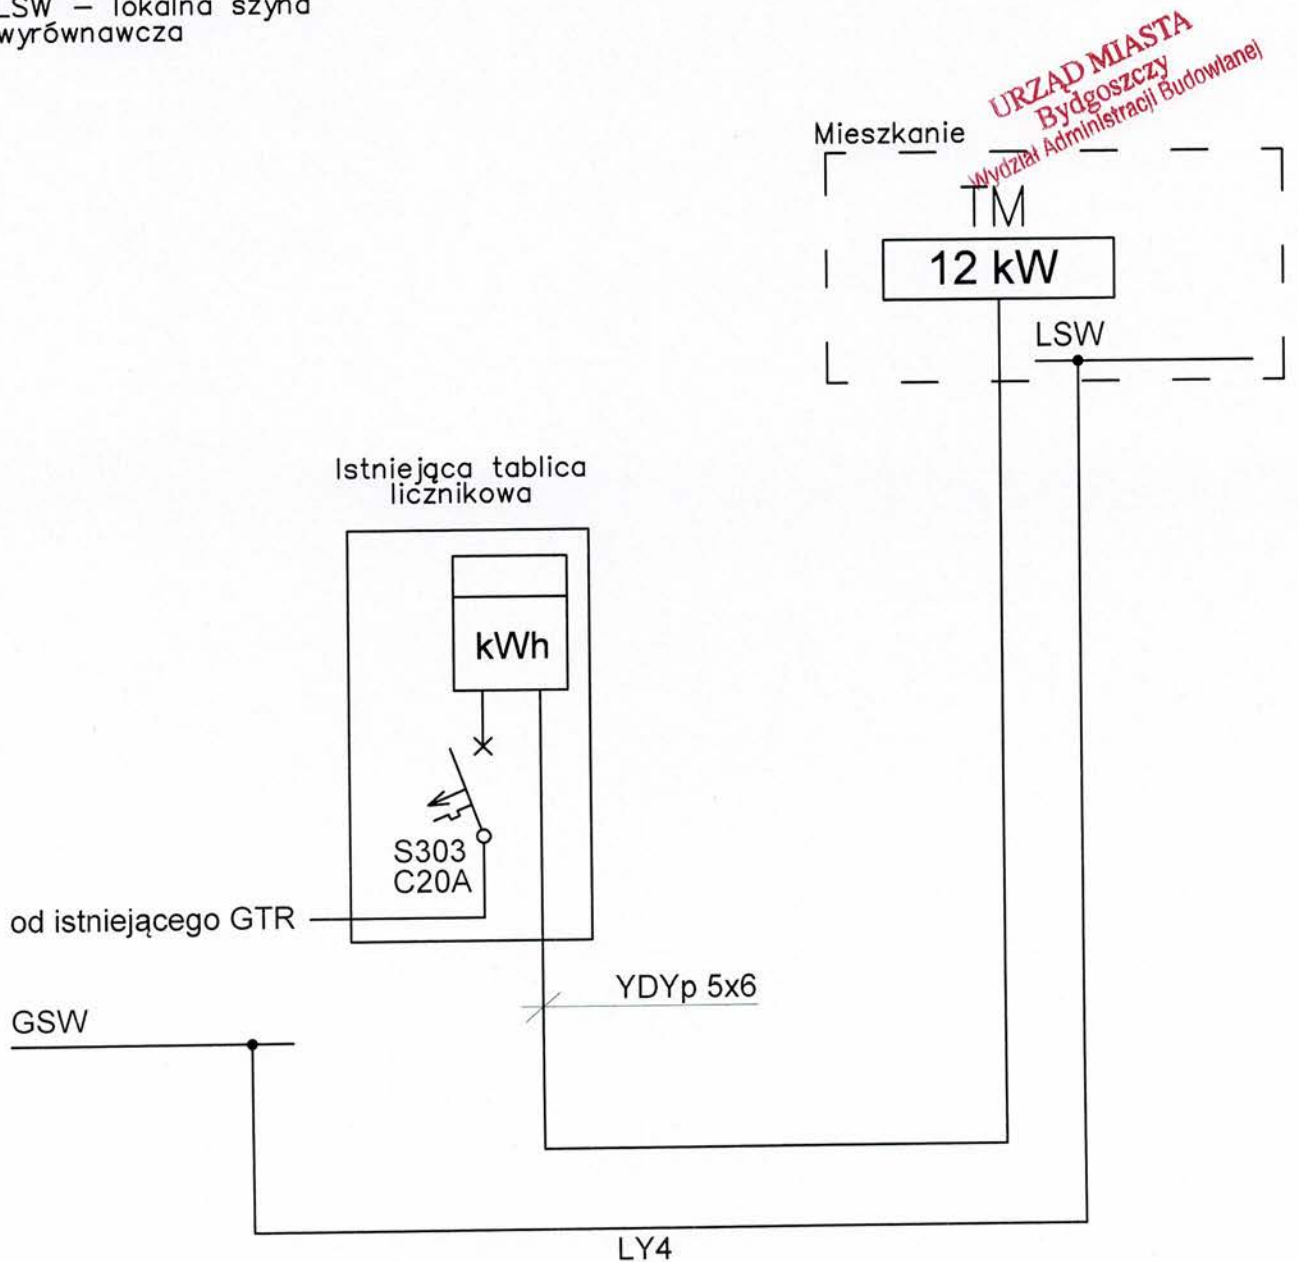 LSW – lokalna szyna
wyrównawcza
URZĄD MIASTA
Bydgoszczy
Wydział Administracji Budowlanej
Mieszkanie
TM
12 kW
LSW
Istniejąca tablica
licznikowa
kWh
S303
C20A
od istniejącego GTR
YDYp 5x6
GSW
LY4